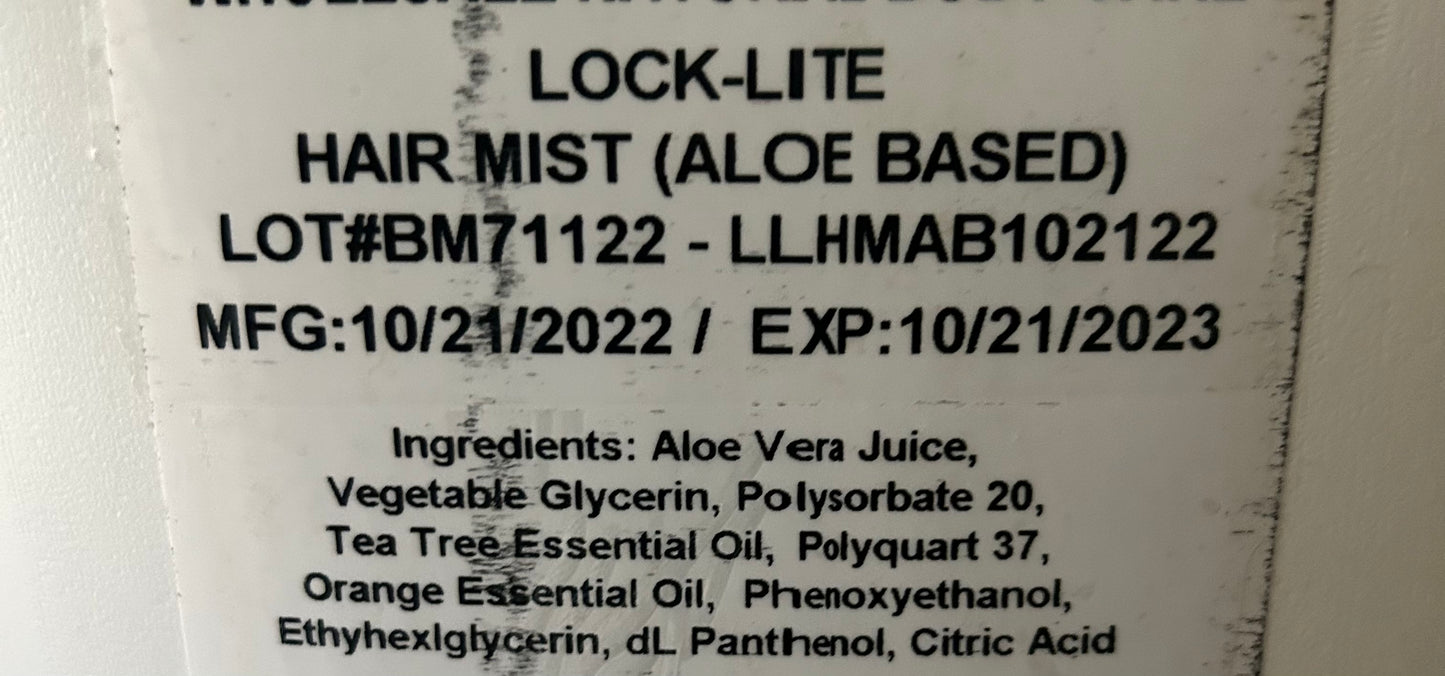 LOCK-LITE
HAIR MIST (ALOE BASED)
LOT#BM71122 - LLHMAB102122
MFG:10/21/2022 / EXP:10/21/2023
Ingredients: Aloe Vera Juice,
Vegetable Glycerin, Polysorbate 20,
Tea Tree Essential Oil, Polyquart 37,
Orange Essential Oil, Phenoxyethanol,
Ethyhexlglycerin, dL Panthenol, Citric Acid